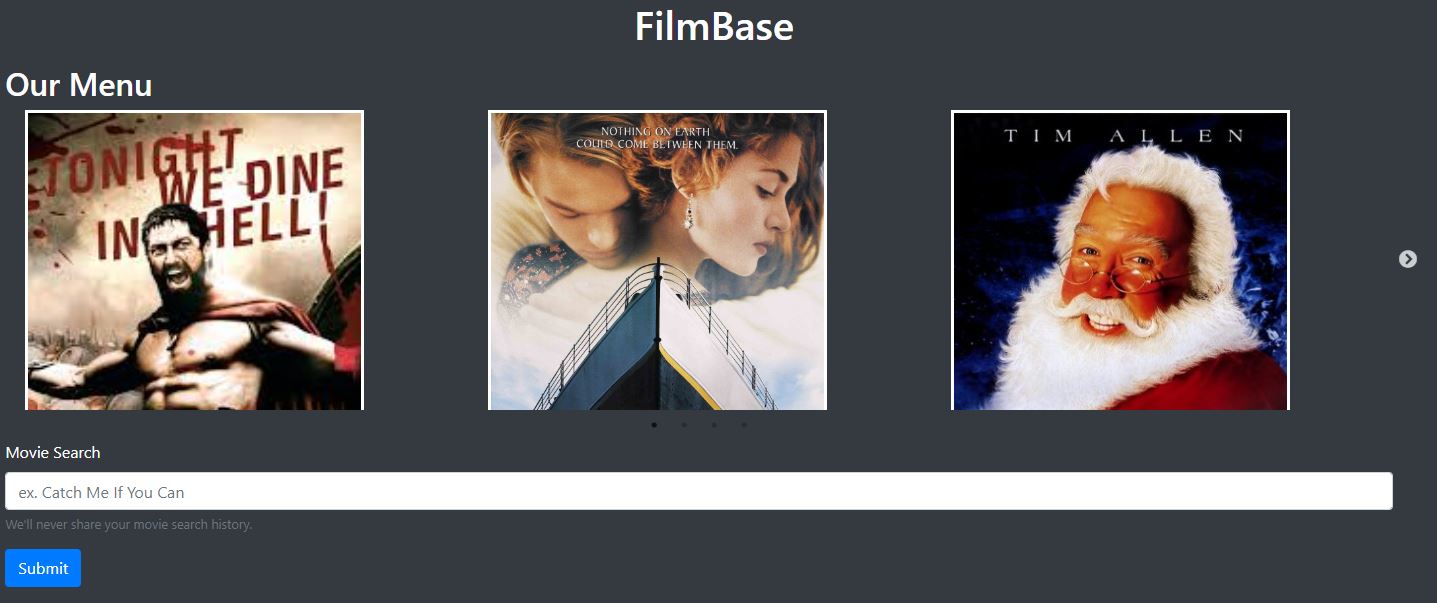 FilmBase
Our Menu
TONIGHT
WE DINE
IN HELL!
NOTHING ON EARTH
COULD COME BETWEEN THEM.
TIM ALLEN
Movie Search
ex. Catch Me If You Can
We'll never share your movie search history.
Submit